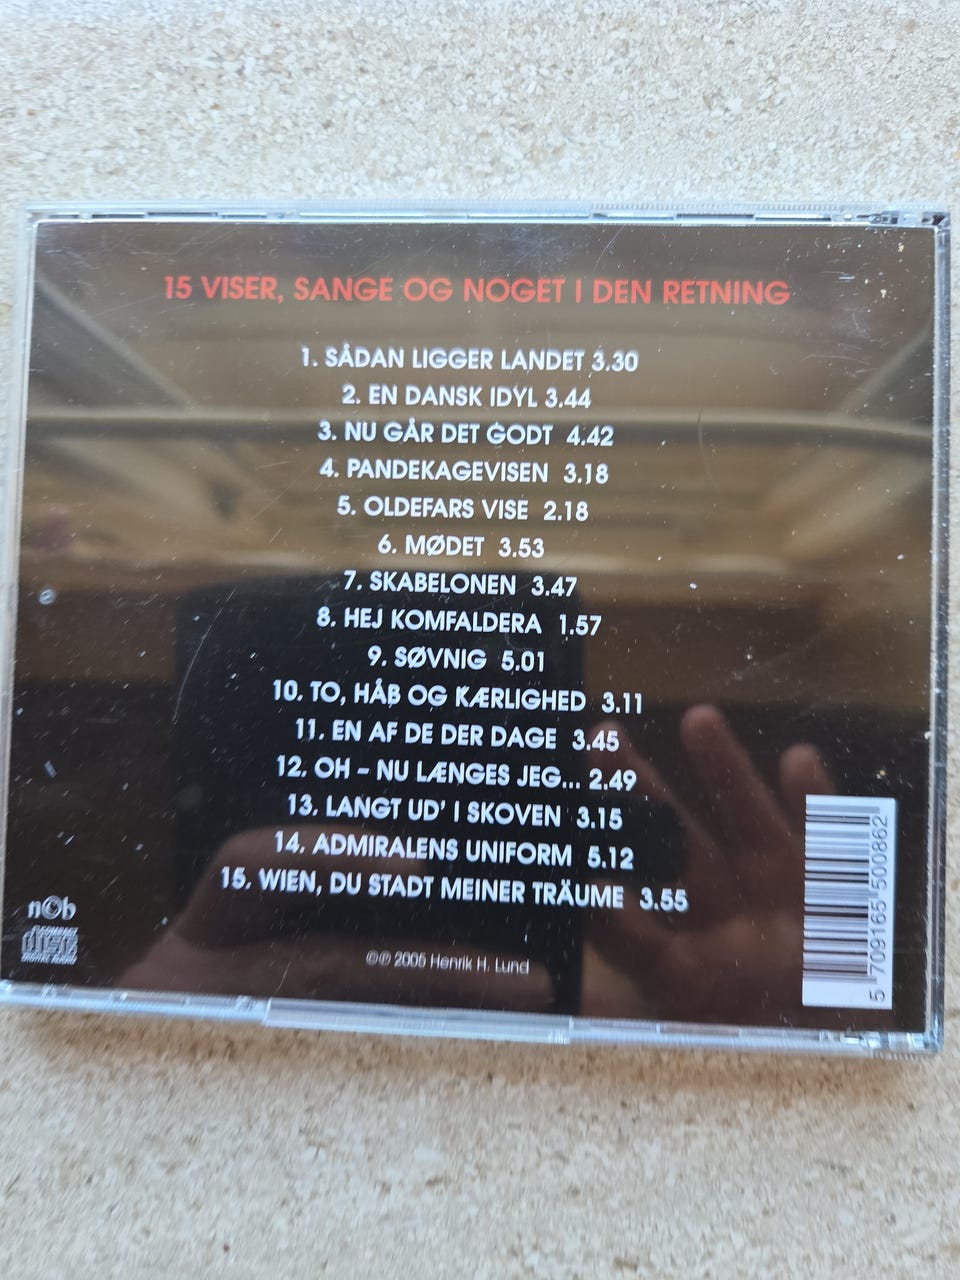 15 VISER, SANGE OG NOGET I DEN RETNING
1. SÅDAN LIGGER LANDET 3.30
2. EN DANSK IDYL 3.44
3. NU GÅR DET GODT 4.42
4. PANDEKAGEVISEN 3.18
5. OLDEFARS VISE 2.18
6. MØDET 3.53
7. SKABELONEN 3.47
8. HEJ KOMFALDERA 1.57
9. SØVNIG 5.01
10. TO, HÅB OG KÆRLIGHED 3.11
11. EN AF DE DER DAGE 3.45
12. OH – NU LÆNGES JEG... 2.49
13. LANGT UD' I SKOVEN 3.15
14. ADMIRALENS UNIFORM 5.12
15. WIEN, DU STADT MEINER TRÄUME 3.55
n©b
COMPACT
disc
DIGITAL AUDIO
©℗ 2005 Henrik H. Lund
5 709165 500862